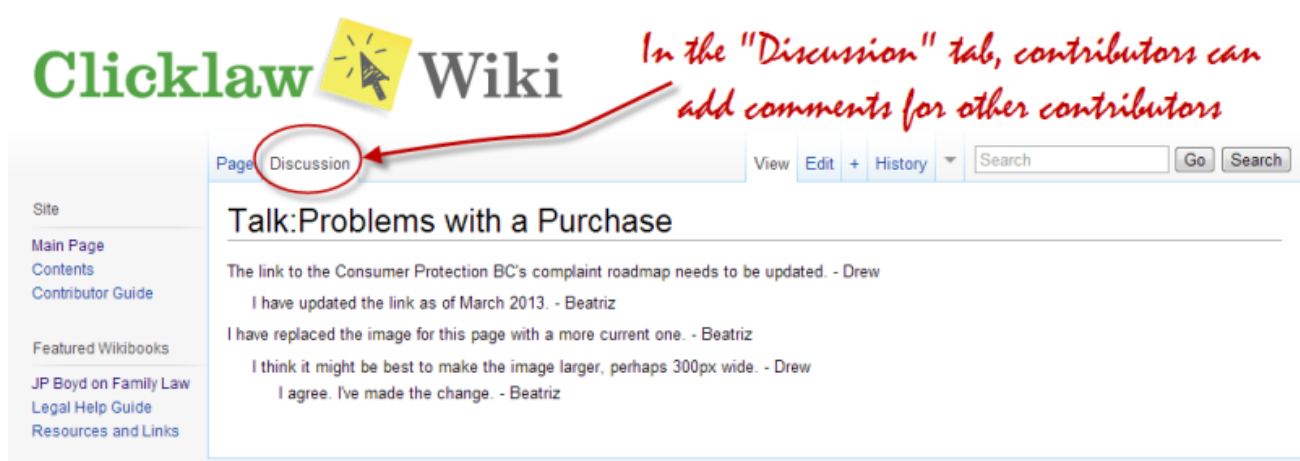 Clicklaw Wiki
In the "Discussion" tab, contributors can
add comments for other contributors
Page Discussion View Edit + History Search Go Search
Site
Main Page
Contents
Contributor Guide
Featured Wikibooks
JP Boyd on Family Law
Legal Help Guide
Resources and Links
Talk:Problems with a Purchase
The link to the Consumer Protection BC's complaint roadmap needs to be updated. - Drew
I have updated the link as of March 2013. - Beatriz
I have replaced the image for this page with a more current one. - Beatriz
I think it might be best to make the image larger, perhaps 300px wide. - Drew
I agree. I've made the change. - Beatriz